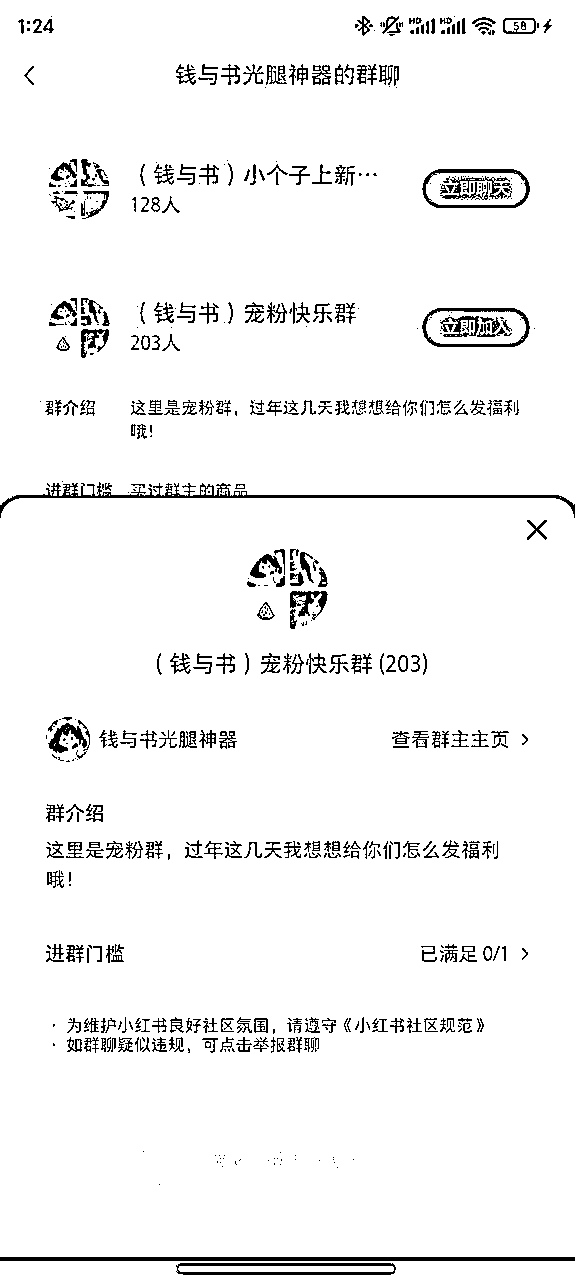 1:24
HD
HD
58
钱与书光腿神器的群聊
（钱与书）小个子上新…
128人
立即聊天
（钱与书）宠粉快乐群
203人
立即加入
群介绍
这里是宠粉群，过年这几天我想想给你们怎么发福利
哦！
进群门槛 买过群主的商品
（钱与书）宠粉快乐群 (203)
钱与书光腿神器
查看群主主页
群介绍
这里是宠粉群，过年这几天我想想给你们怎么发福利
哦！
进群门槛
已满足 0/1
· 为维护小红书良好社区氛围，请遵守《小红书社区规范》
· 如群聊疑似违规，可点击举报群聊